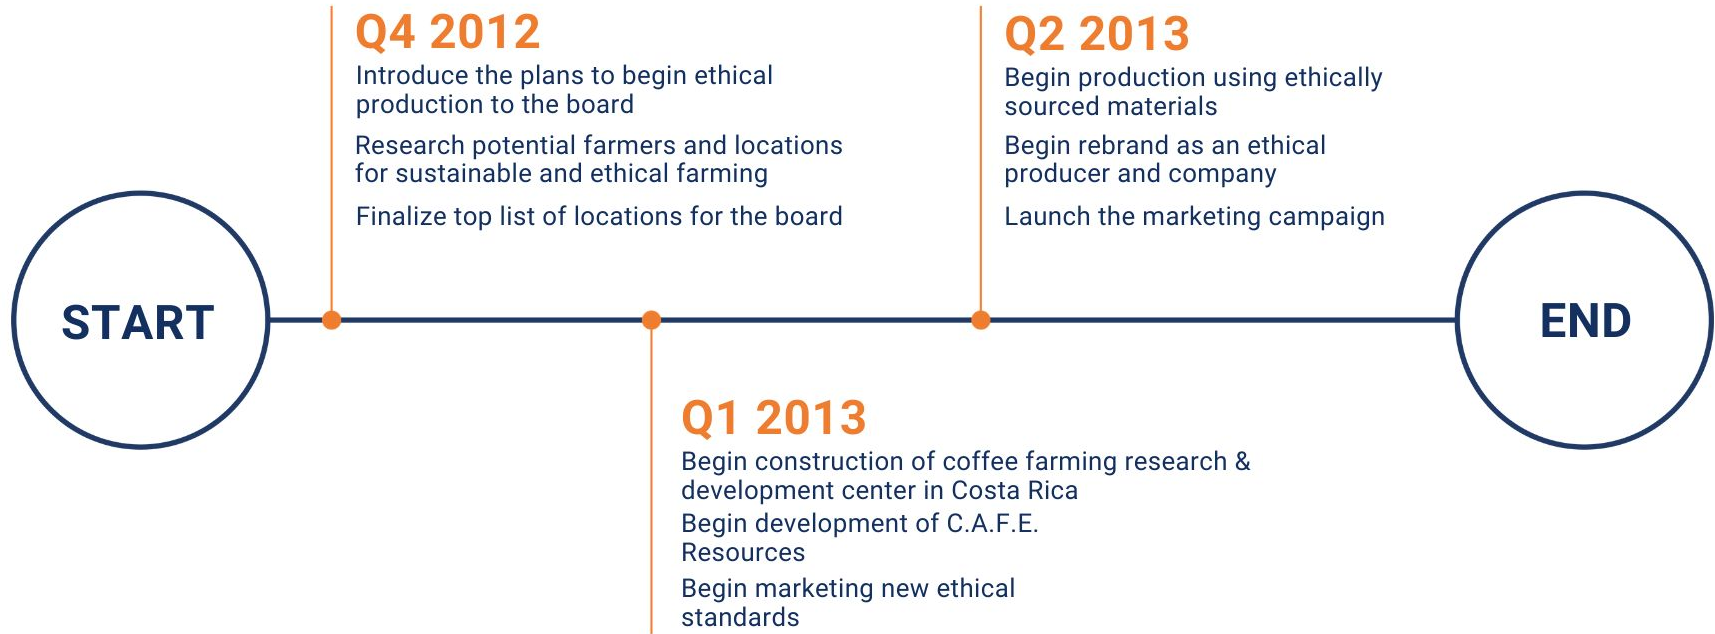 START
Q4 2012
Introduce the plans to begin ethical
production to the board
Research potential farmers and locations
for sustainable and ethical farming
Finalize top list of locations for the board
Q1 2013
Begin construction of coffee farming research &
development center in Costa Rica
Begin development of C.A.F.E.
Resources
Begin marketing new ethical
standards
Q2 2013
Begin production using ethically
sourced materials
Begin rebrand as an ethical
producer and company
Launch the marketing campaign
END